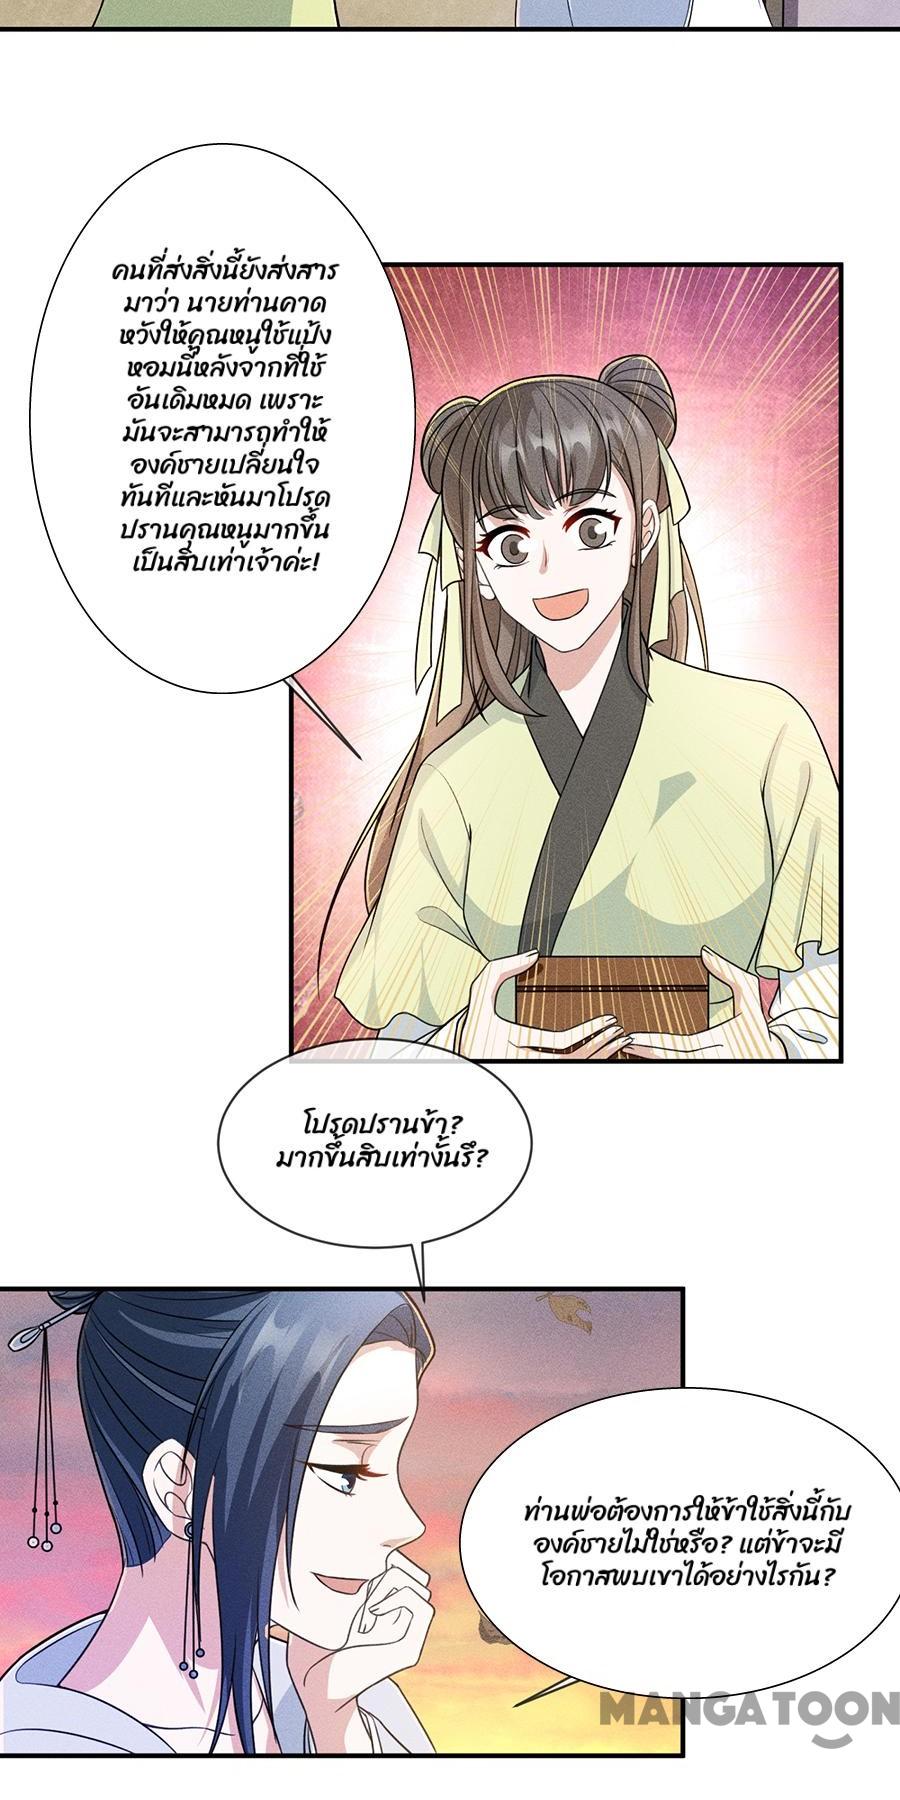 คนที่ส่งสิ่งนี้ยังส่งสาร
มาว่า นายท่านคาด
หวังให้คุณหนูใช้แป้ง
หอมนี้หลังจากที่ใช้
อันเดิมหมด เพราะ
มันจะสามารถทำให้
องค์ชายเปลี่ยนใจ
ทันทีและหันมาโปรด
ปรานคุณหนูมากขึ้น
เป็นสิบเท่าเจ้าค่ะ!
โปรดปรานข้า?
มากขึ้นสิบเท่างั้นรึ?
ท่านพ่อต้องการให้ข้าใช้สิ่งนี้กับ
องค์ชายไม่ใช่หรือ? แต่ข้าจะมี
โอกาสพบเขาได้อย่างไรกัน?
MANGATOON